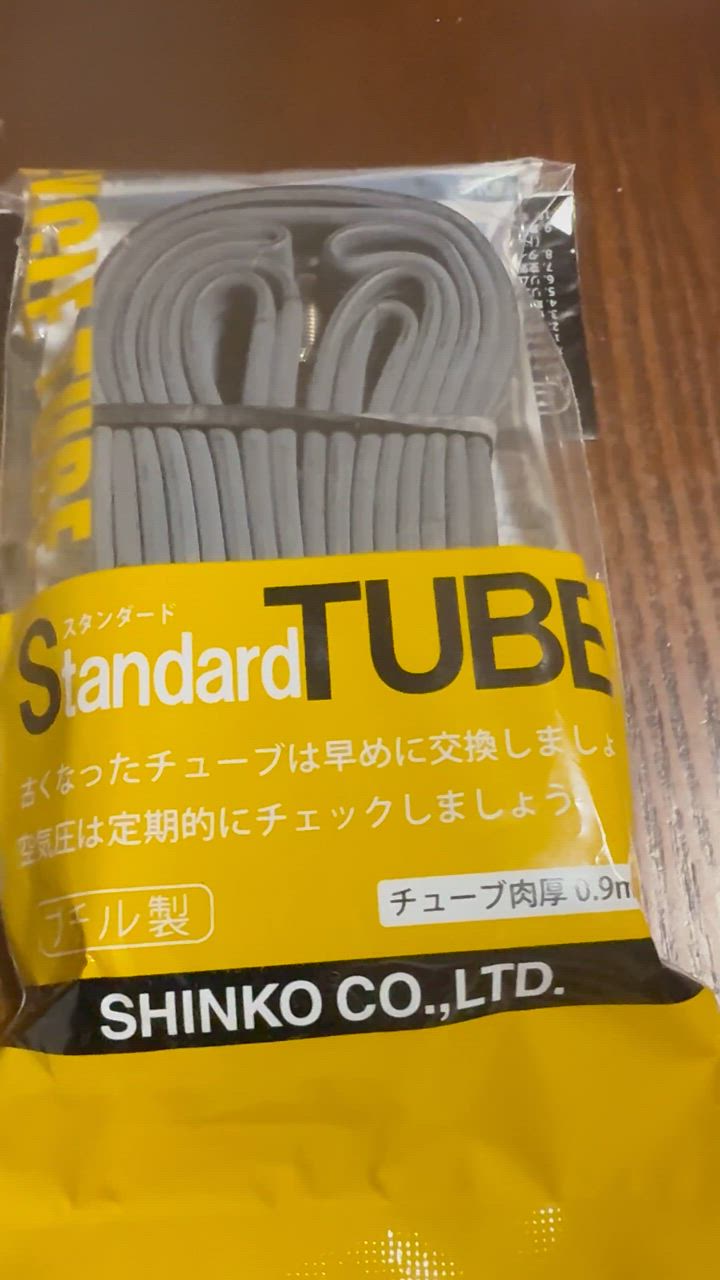 スタンダード
Standard TUBE
古くなったチューブは早めに交換しましょ
空気圧は定期的にチェックしましょう
ブチル製
チューブ肉厚 0.9m
SHINKO CO.,LTD.